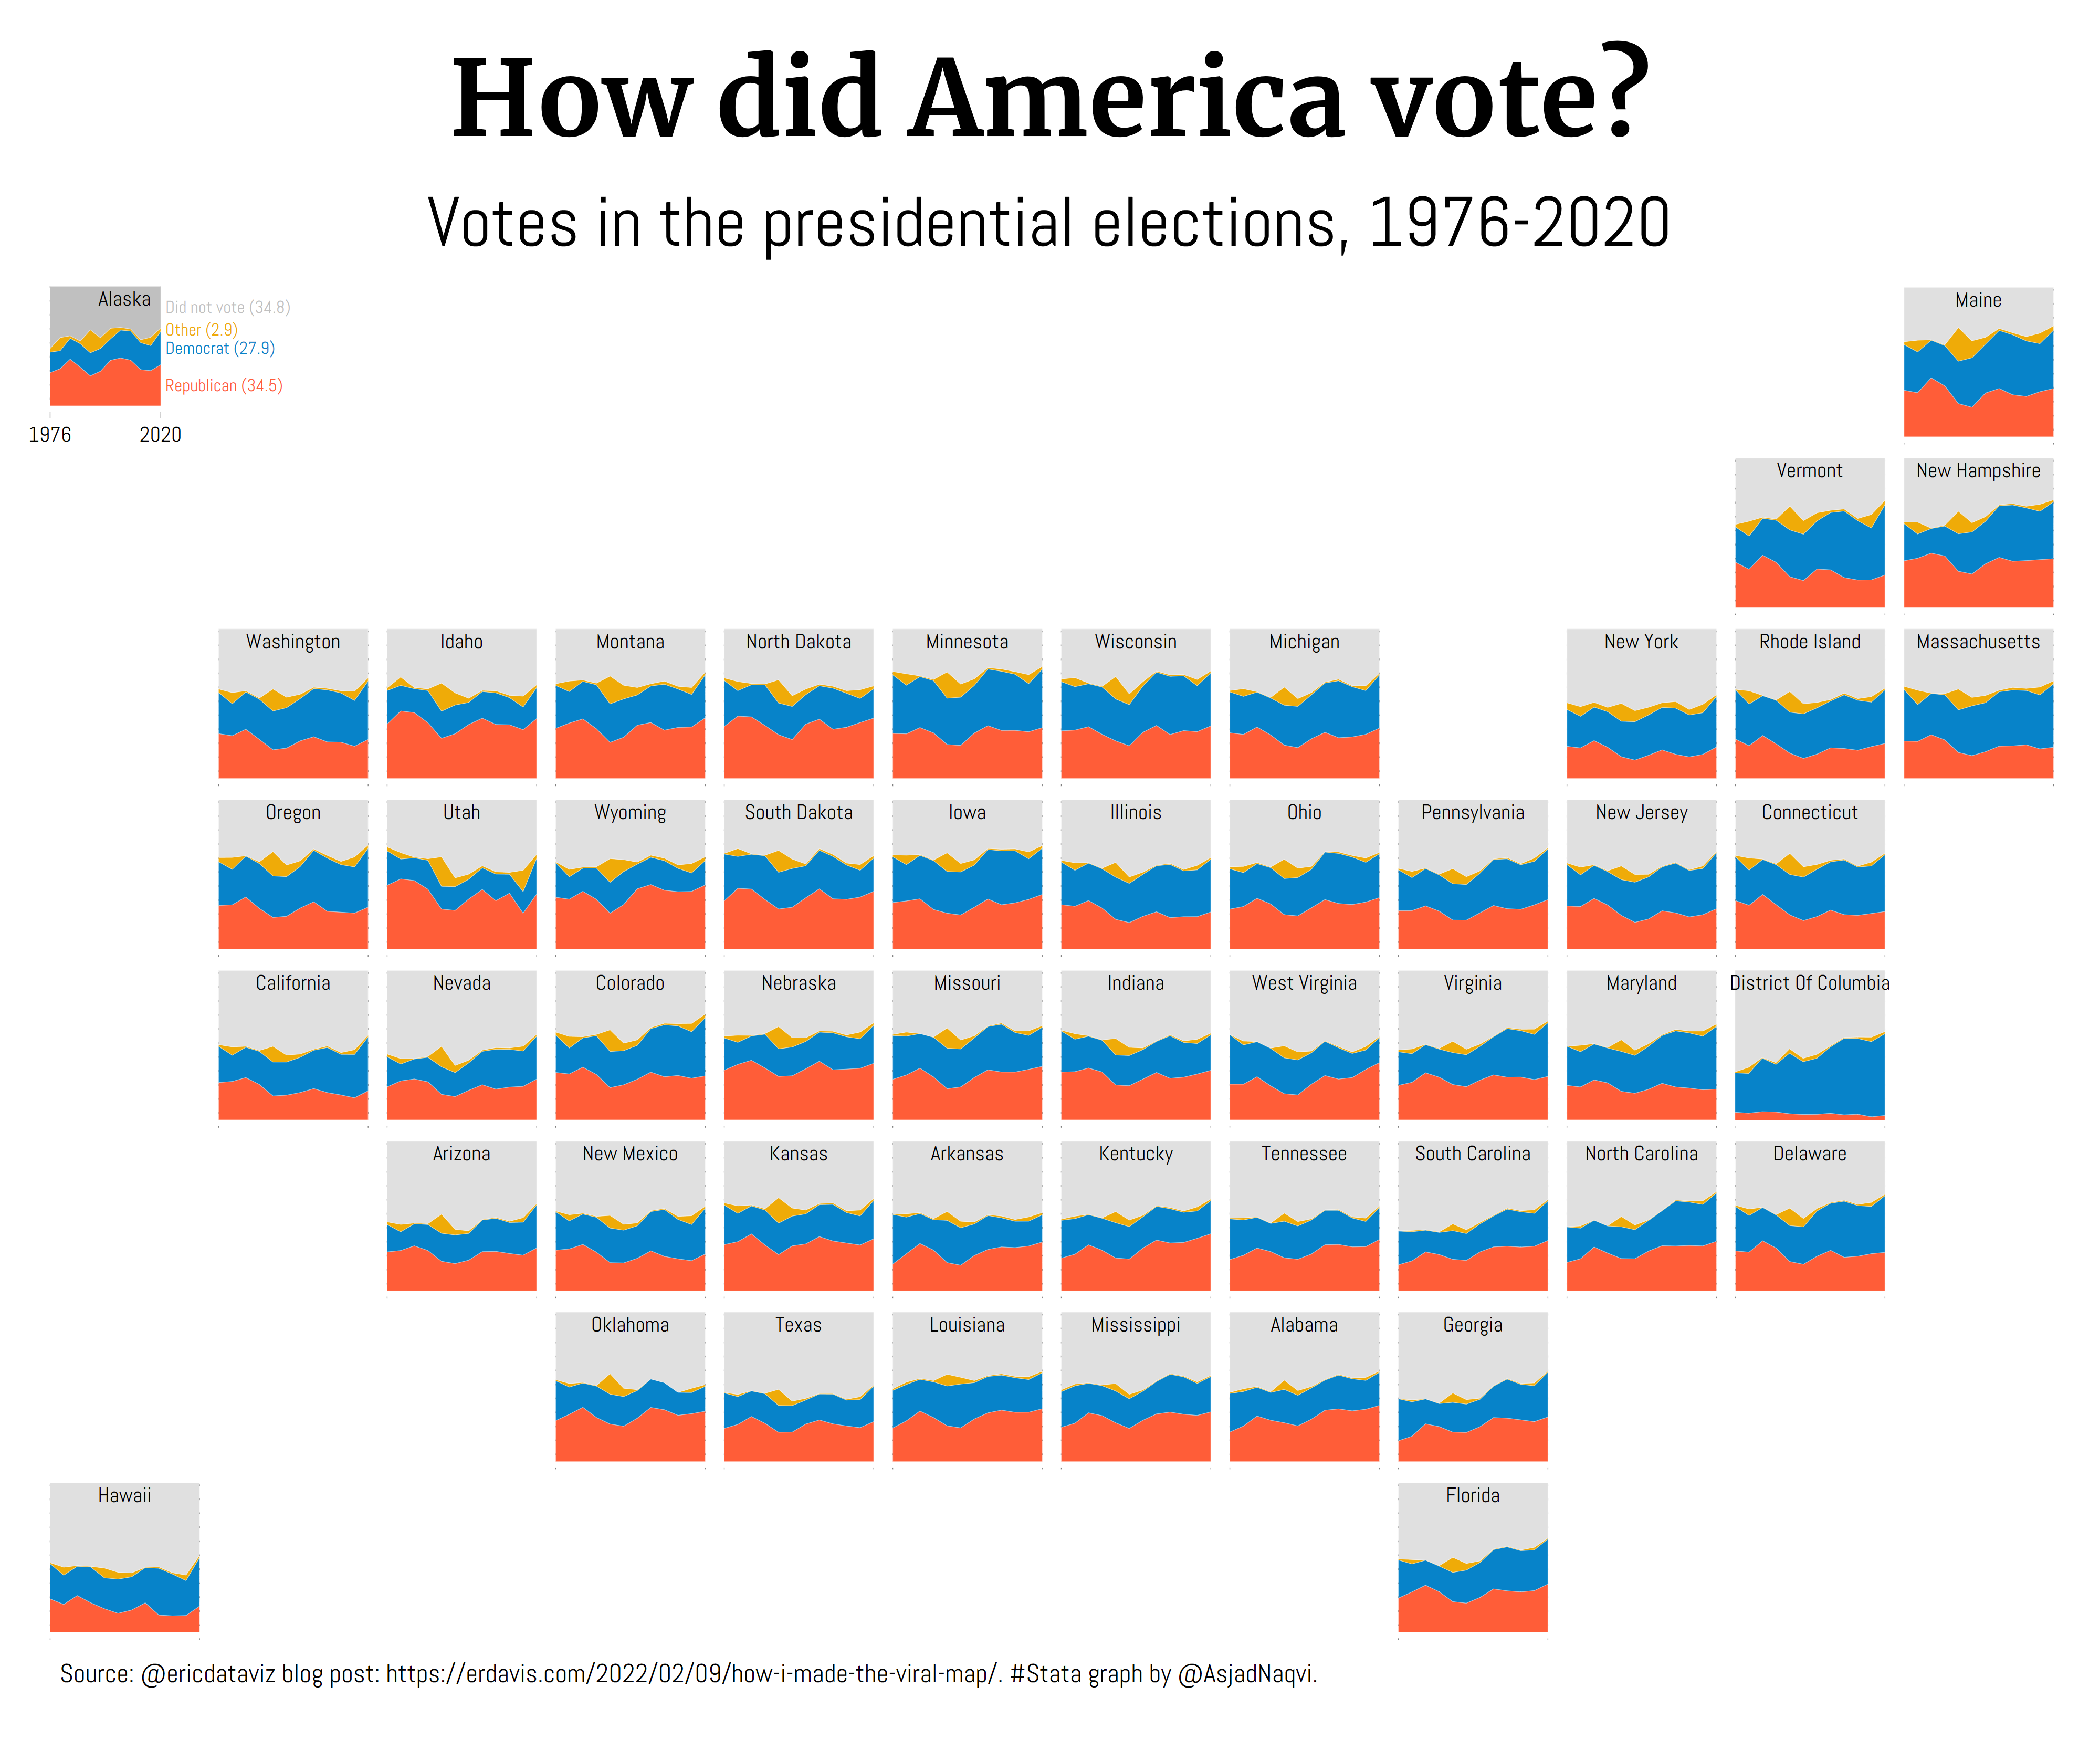 How did America vote?
Votes in the presidential elections, 1976-2020
Alaska
Did not vote (34.8)
Other (2.9)
Democrat (27.9)
Republican (34.5)
1976 2020
Maine
Vermont
New Hampshire
Washington
Idaho
Montana
North Dakota
Minnesota
Wisconsin
Michigan
New York
Rhode Island
Massachusetts
Oregon
Utah
Wyoming
South Dakota
Iowa
Illinois
Ohio
Pennsylvania
New Jersey
Connecticut
California
Nevada
Colorado
Nebraska
Missouri
Indiana
West Virginia
Virginia
Maryland
District Of Columbia
Arizona
New Mexico
Kansas
Arkansas
Kentucky
Tennessee
South Carolina
North Carolina
Delaware
Oklahoma
Texas
Louisiana
Mississippi
Alabama
Georgia
Hawaii
Florida
Source: @ericdataviz blog post: https://erdavis.com/2022/02/09/how-i-made-the-viral-map/. #Stata graph by @AsjadNaqvi.